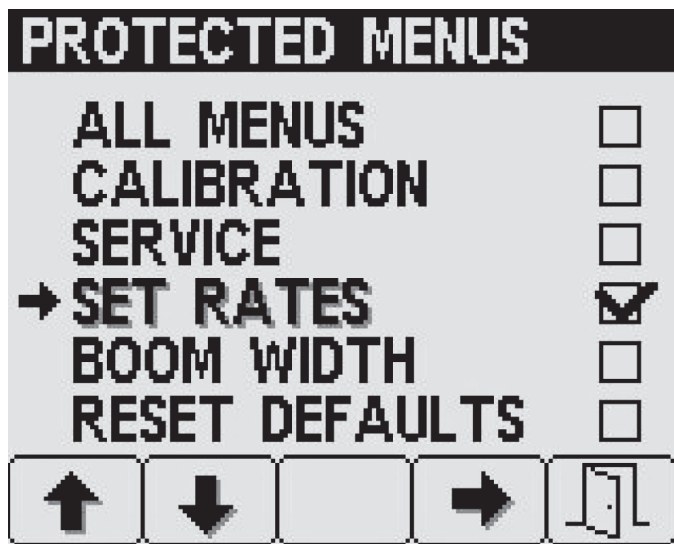 PROTECTED MENUS
ALL MENUS
CALIBRATION
SERVICE
SET RATES
BOOM WIDTH
RESET DEFAULTS